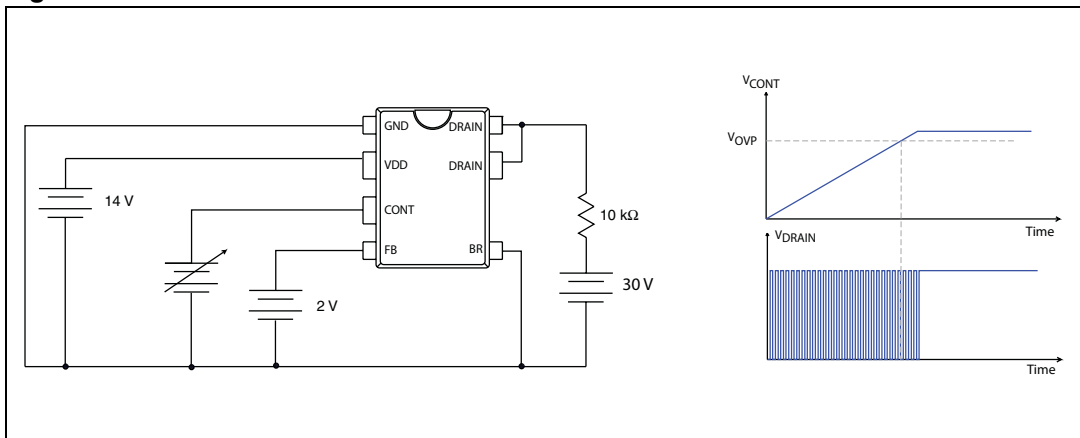 GND
DRAIN
VDD
DRAIN
CONT
FB
BR
14 V
2 V
10 kΩ
30 V
VCONT
VOVP
Time
VDRAIN
Time